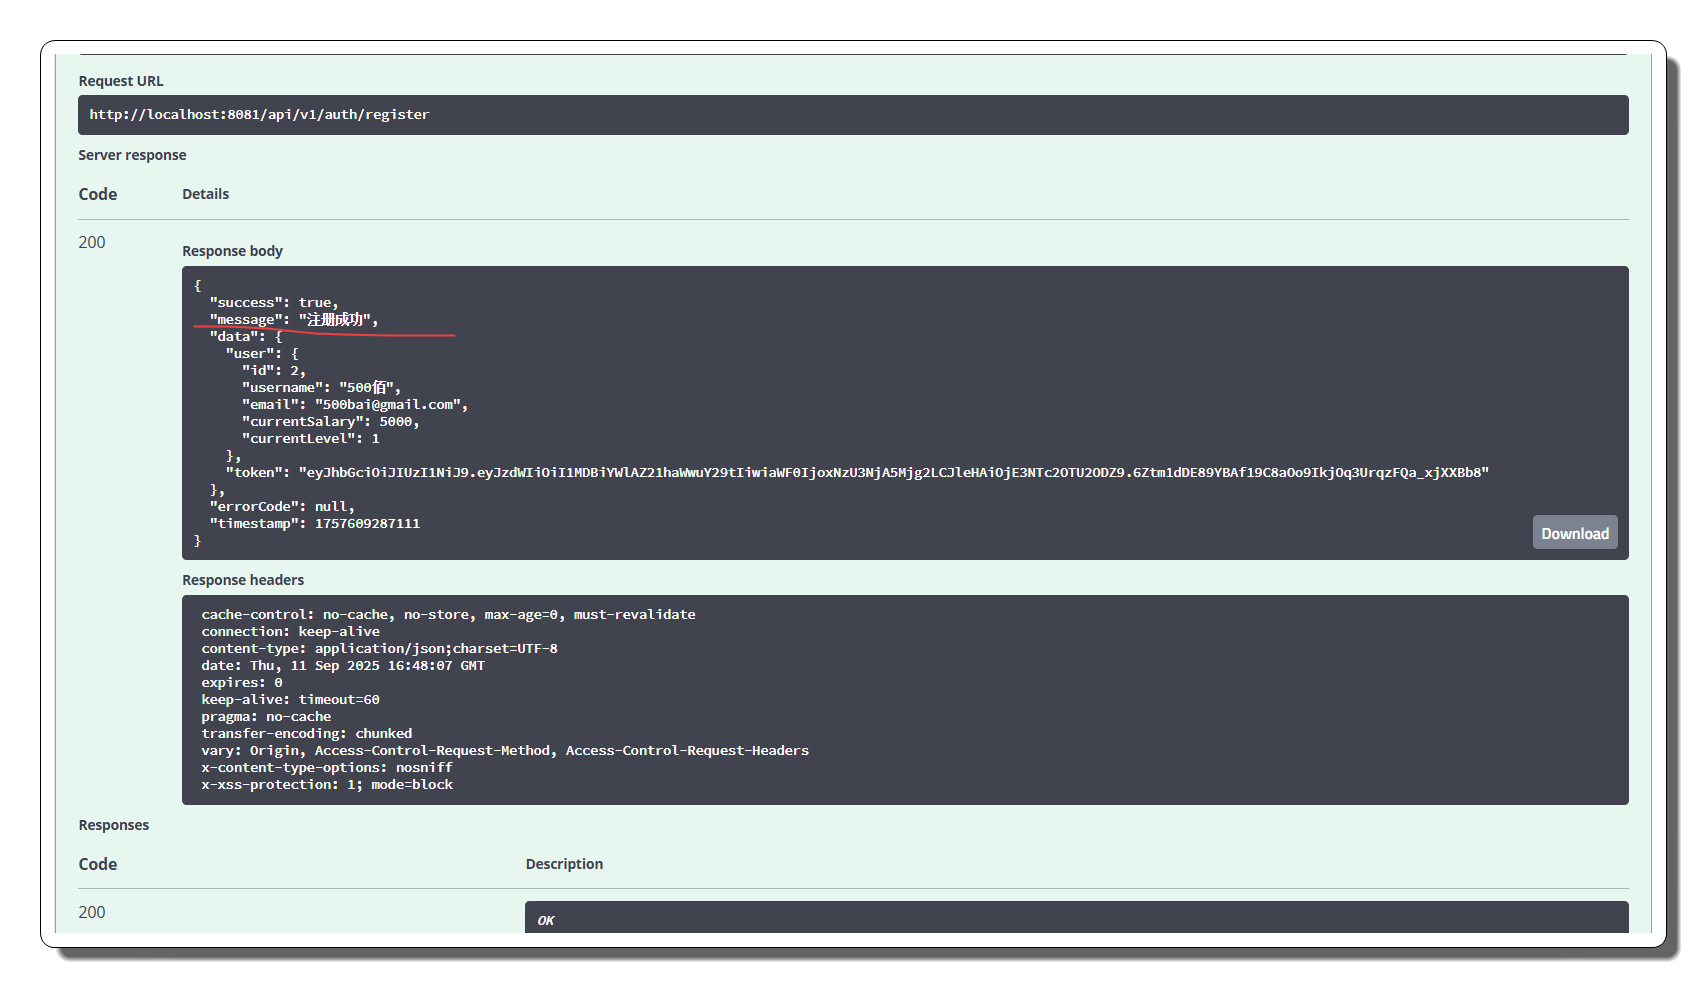 Request URL
http://localhost:8081/api/v1/auth/register
Server response
Code Details
200
Response body
{
  "success": true,
  "message": "注册成功",
  "data": {
    "user": {
      "id": 2,
      "username": "500佰",
      "email": "500bai@gmail.com",
      "currentSalary": 5000,
      "currentLevel": 1
    },
    "token": "eyJhbGciOiJIUzI1NiJ9.eyJzdWIiOiI1MDBiYWlAZ21haWwuY29tIiwiaWF0IjoxNzU3NjA5Mjg2LCJleHAiOjE3NTc2OTU2ODZ9.6Ztm1dDE89YBAf19C8aOo9IkjOq3UrqzFQa_xjXXBb8"
  },
  "errorCode": null,
  "timestamp": 1757609287111
}
Download
Response headers
cache-control: no-cache, no-store, max-age=0, must-revalidate
connection: keep-alive
content-type: application/json;charset=UTF-8
date: Thu, 11 Sep 2025 16:48:07 GMT
expires: 0
keep-alive: timeout=60
pragma: no-cache
transfer-encoding: chunked
vary: Origin, Access-Control-Request-Method, Access-Control-Request-Headers
x-content-type-options: nosniff
x-xss-protection: 1; mode=block
Responses
Code Description
200
OK